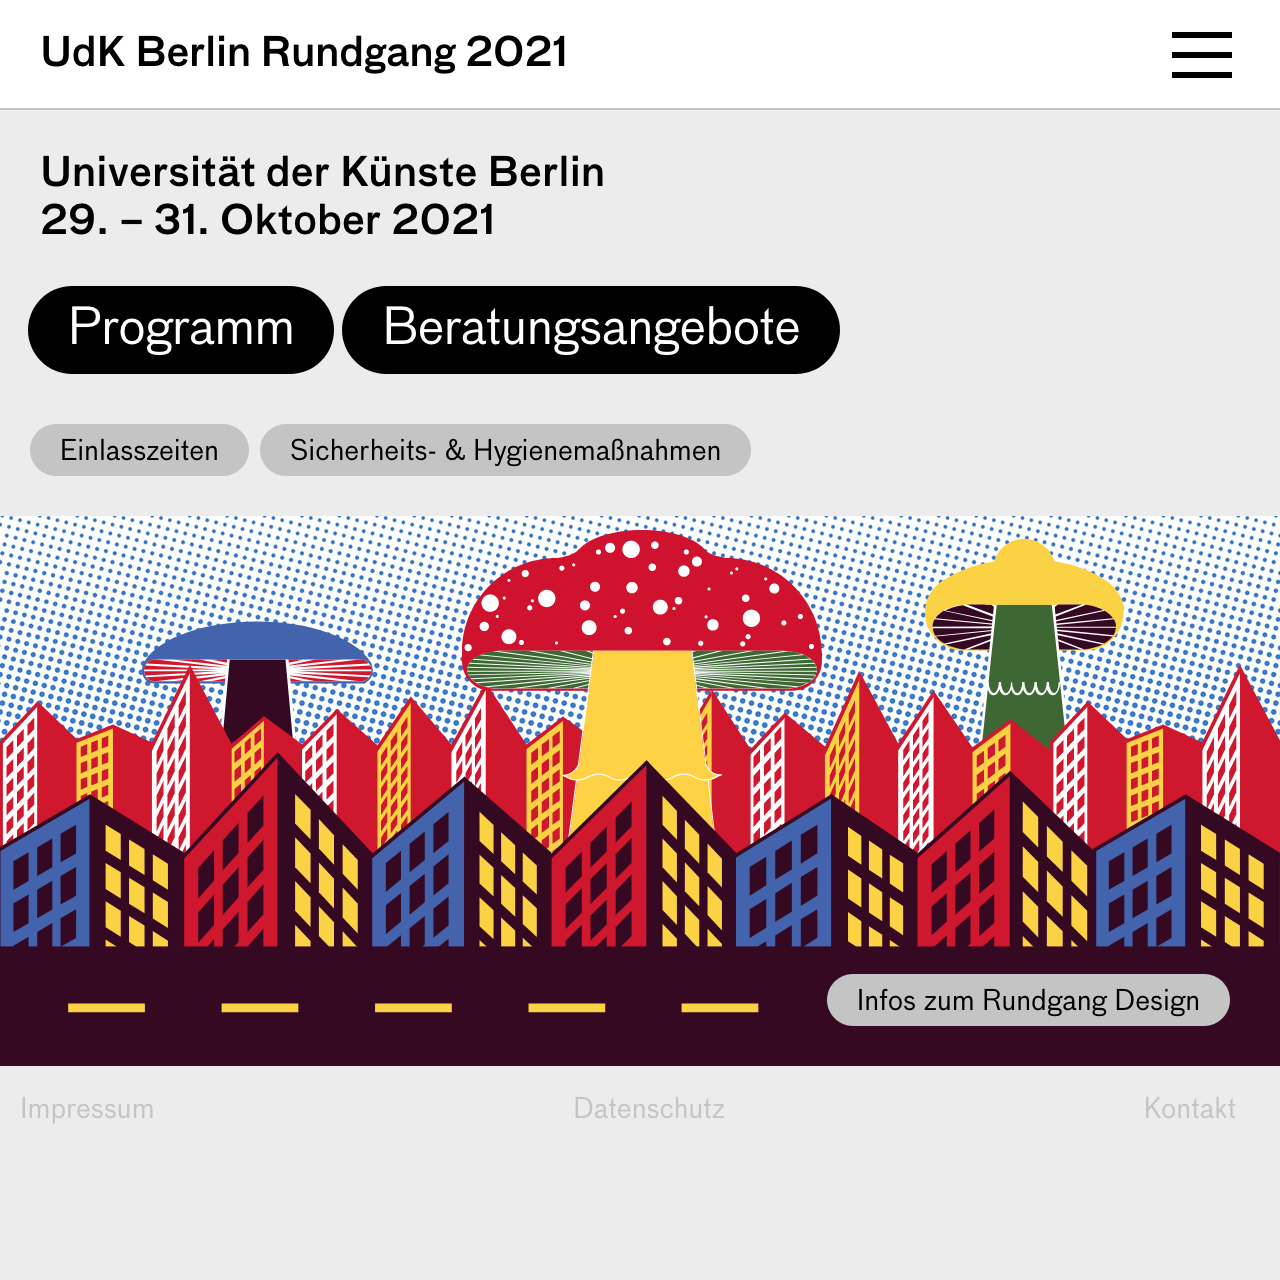 UdK Berlin Rundgang 2021
Universität der Künste Berlin
29. – 31. Oktober 2021
Programm
Beratungsangebote
Einlasszeiten
Sicherheits- & Hygienemaßnahmen
Infos zum Rundgang Design
Impressum
Datenschutz
Kontakt